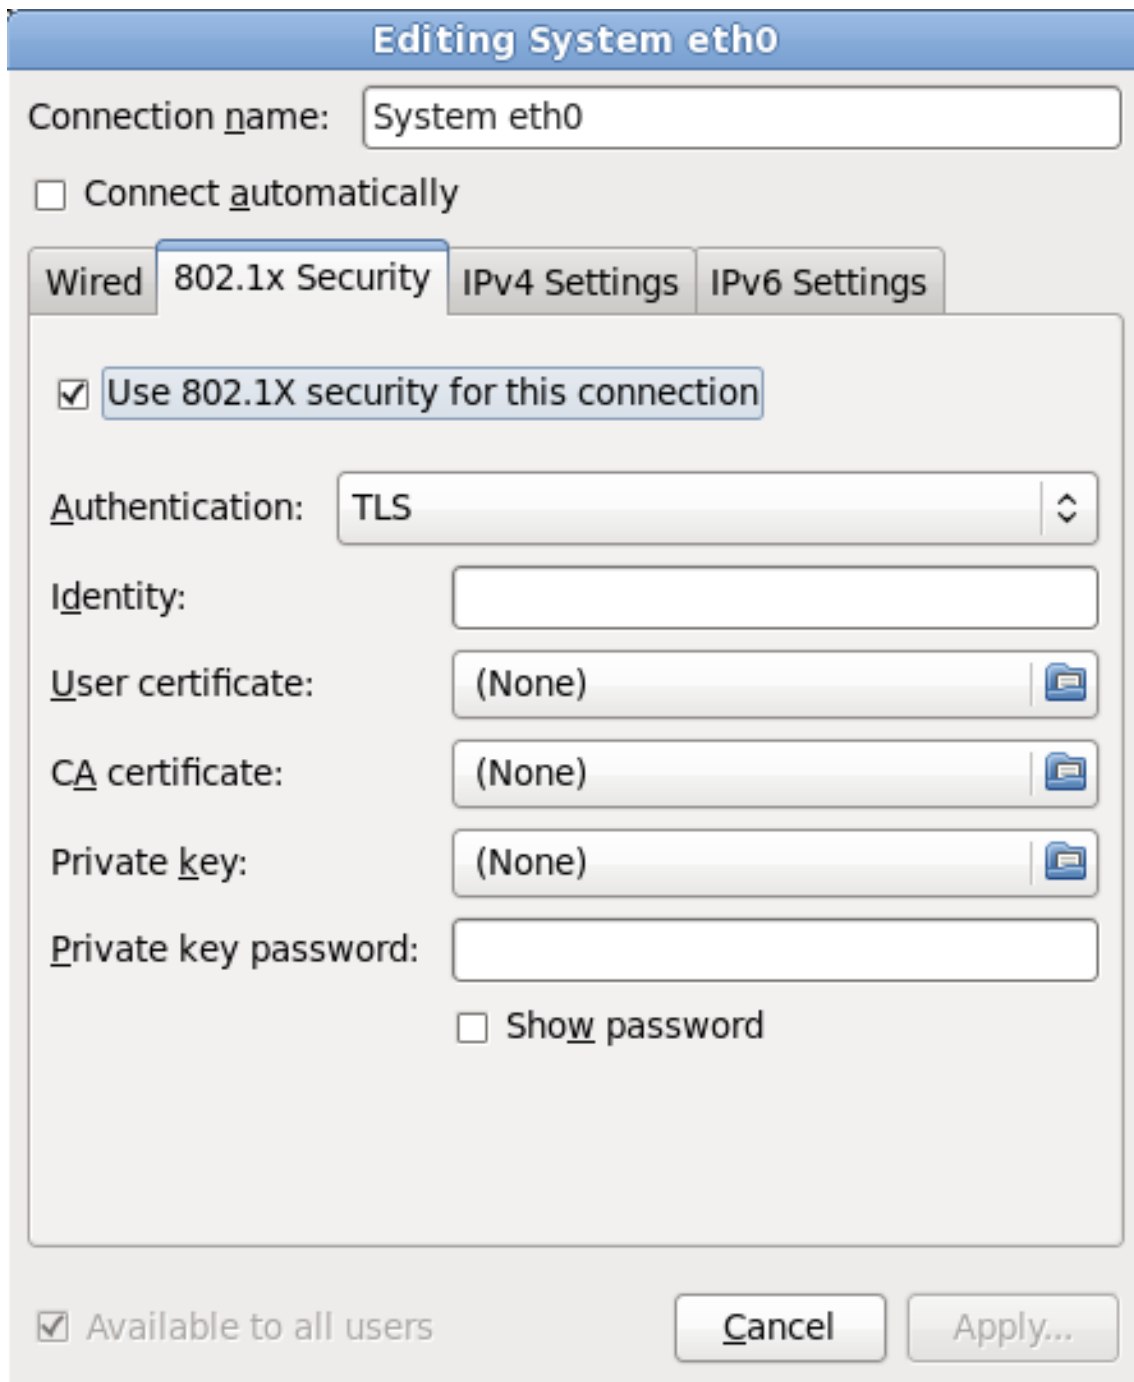 Editing System eth0
Connection name: System eth0
Connect automatically
Wired 802.1x Security IPv4 Settings IPv6 Settings
Use 802.1X security for this connection
Authentication: TLS
Identity:
User certificate: (None)
CA certificate: (None)
Private key: (None)
Private key password:
Show password
Available to all users Cancel Apply...